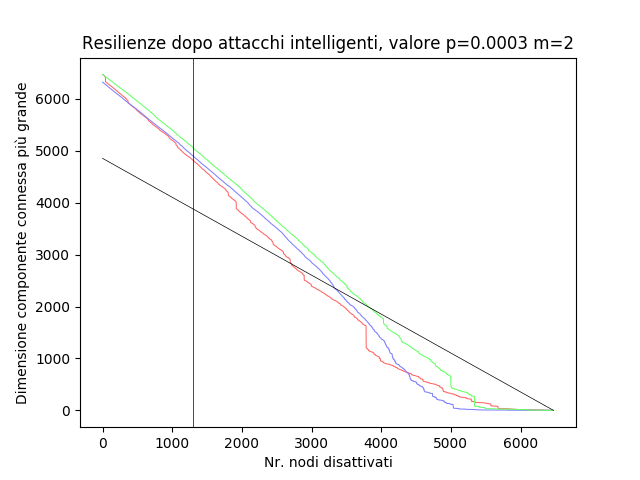 Resilienze dopo attacchi intelligenti, valore p=0.0003 m=2
Dimensione componente connessa più grande
6000
5000
4000
3000
2000
1000
0
0 1000 2000 3000 4000 5000 6000
Nr. nodi disattivati